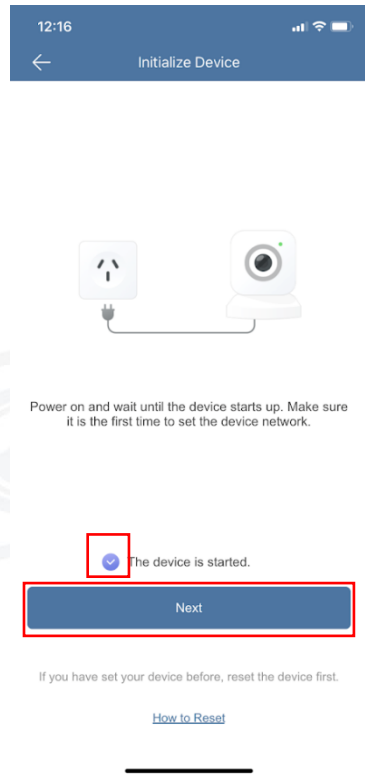 12:16
Initialize Device
Power on and wait until the device starts up. Make sure
it is the first time to set the device network.
The device is started.
Next
If you have set your device before, reset the device first.
How to Reset